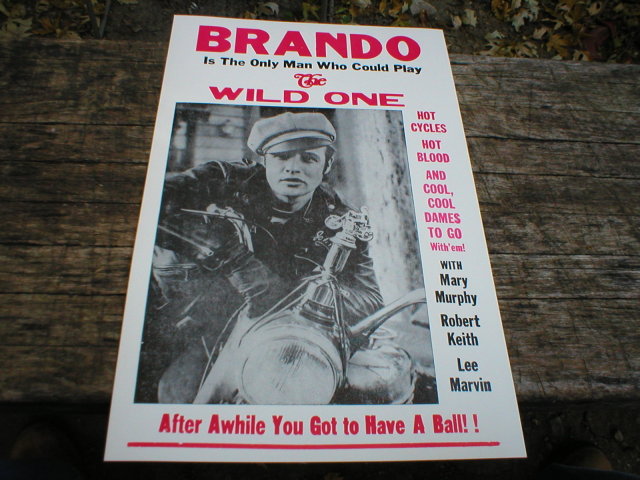 BRANDO
Is The Only Man Who Could Play
The
WILD ONE
HOT
CYCLES
HOT
BLOOD
AND
COOL,
COOL
DAMES
TO GO
With'em!
WITH
Mary
Murphy
Robert
Keith
Lee
Marvin
After Awhile You Got to Have A Ball!!